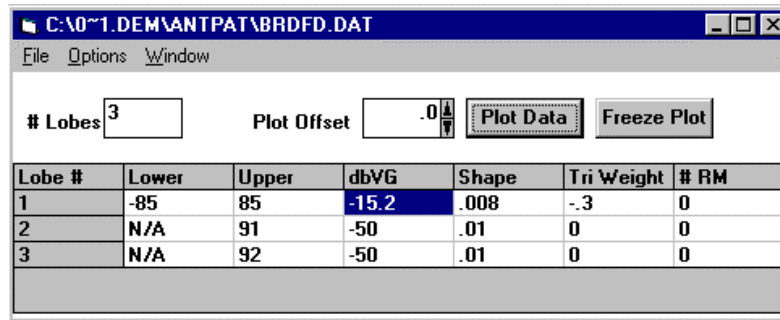 C:\0~1.DEM\ANTPAT\BRDFD.DAT
File Options Window
# Lobes 3 Plot Offset .0 Plot Data Freeze Plot
Lobe # Lower Upper dbVG Shape Tri Weight # RM
1 -85 85 -15.2 .008 -.3 0
2 N/A 91 -50 .01 0 0
3 N/A 92 -50 .01 0 0